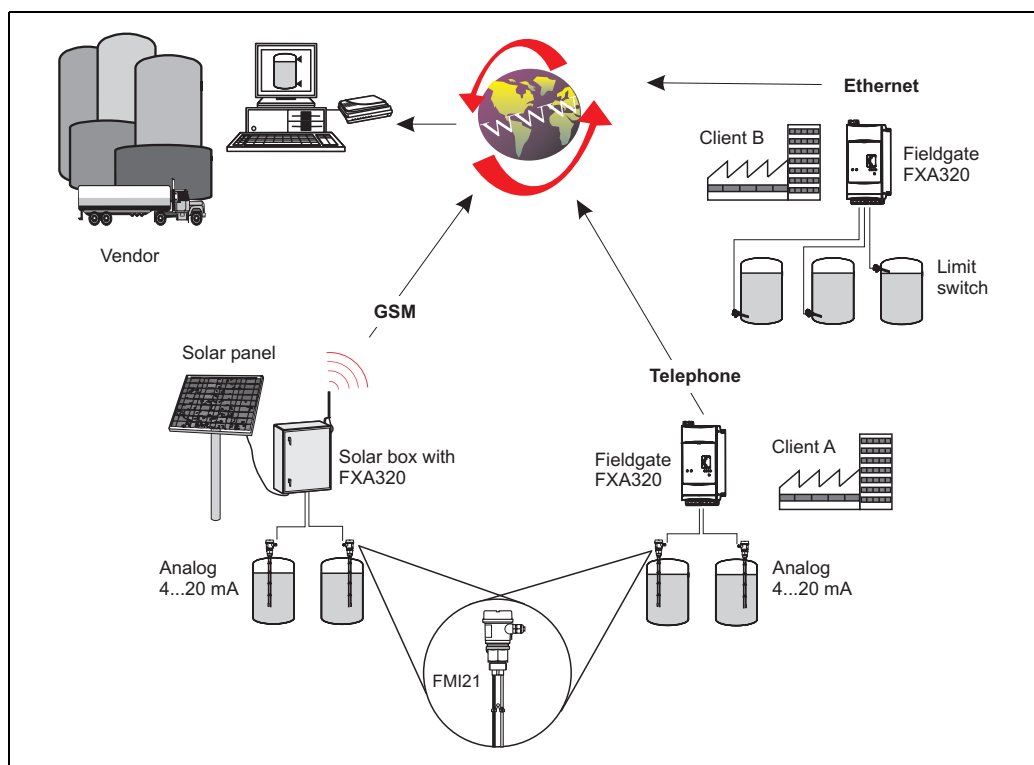 Ethernet
Client B
Fieldgate
FXA320
WWW
Vendor
Limit
switch
GSM
Solar panel
Telephone
Client A
Solar box with
FXA320
Fieldgate
FXA320
Analog
4...20 mA
Analog
4...20 mA
FMI21